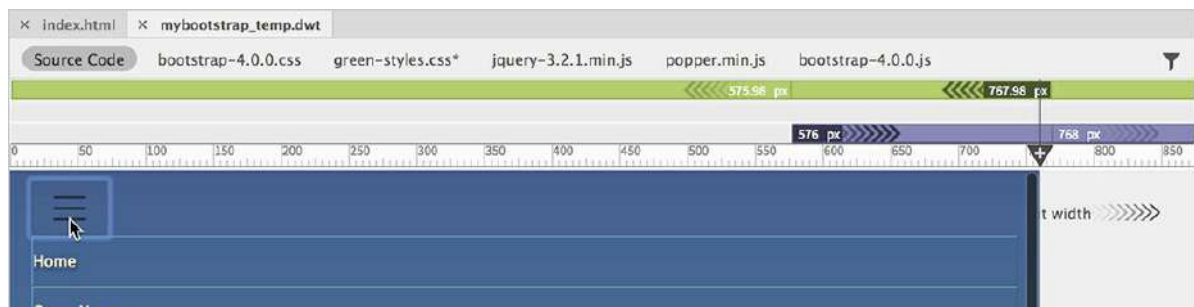 × index.html × mybootstrap_temp.dwt
Source Code bootstrap-4.0.0.css green-styles.css* jquery-3.2.1.min.js popper.min.js bootstrap-4.0.0.js
575.98 px 767.98 px
576 px 768 px
0 50 100 150 200 250 300 350 400 450 500 550 600 650 700 800 850
t width
Home